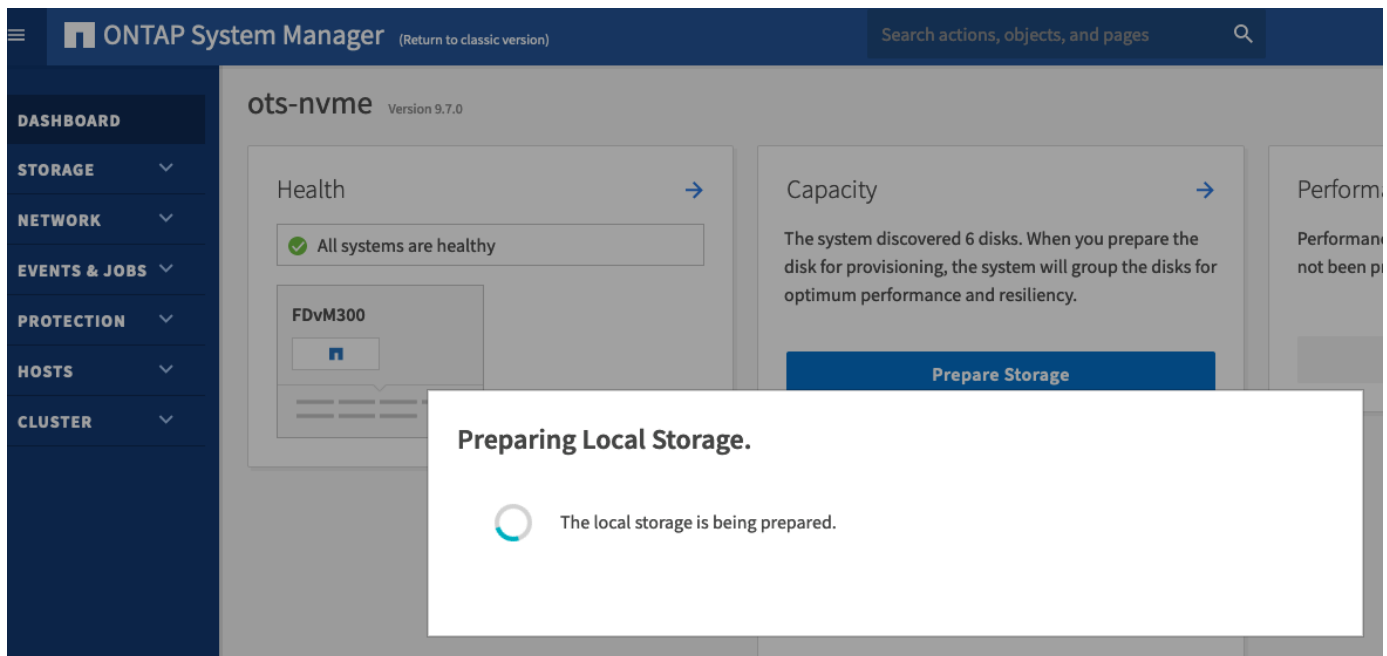 ONTAP System Manager (Return to classic version)
Search actions, objects, and pages
DASHBOARD
STORAGE
NETWORK
EVENTS & JOBS
PROTECTION
HOSTS
CLUSTER
ots-nvme Version 9.7.0
Health
All systems are healthy
FDvM300
Capacity
The system discovered 6 disks. When you prepare the
disk for provisioning, the system will group the disks for
optimum performance and resiliency.
Prepare Storage
not been
Preparing Local Storage.
The local storage is being prepared.